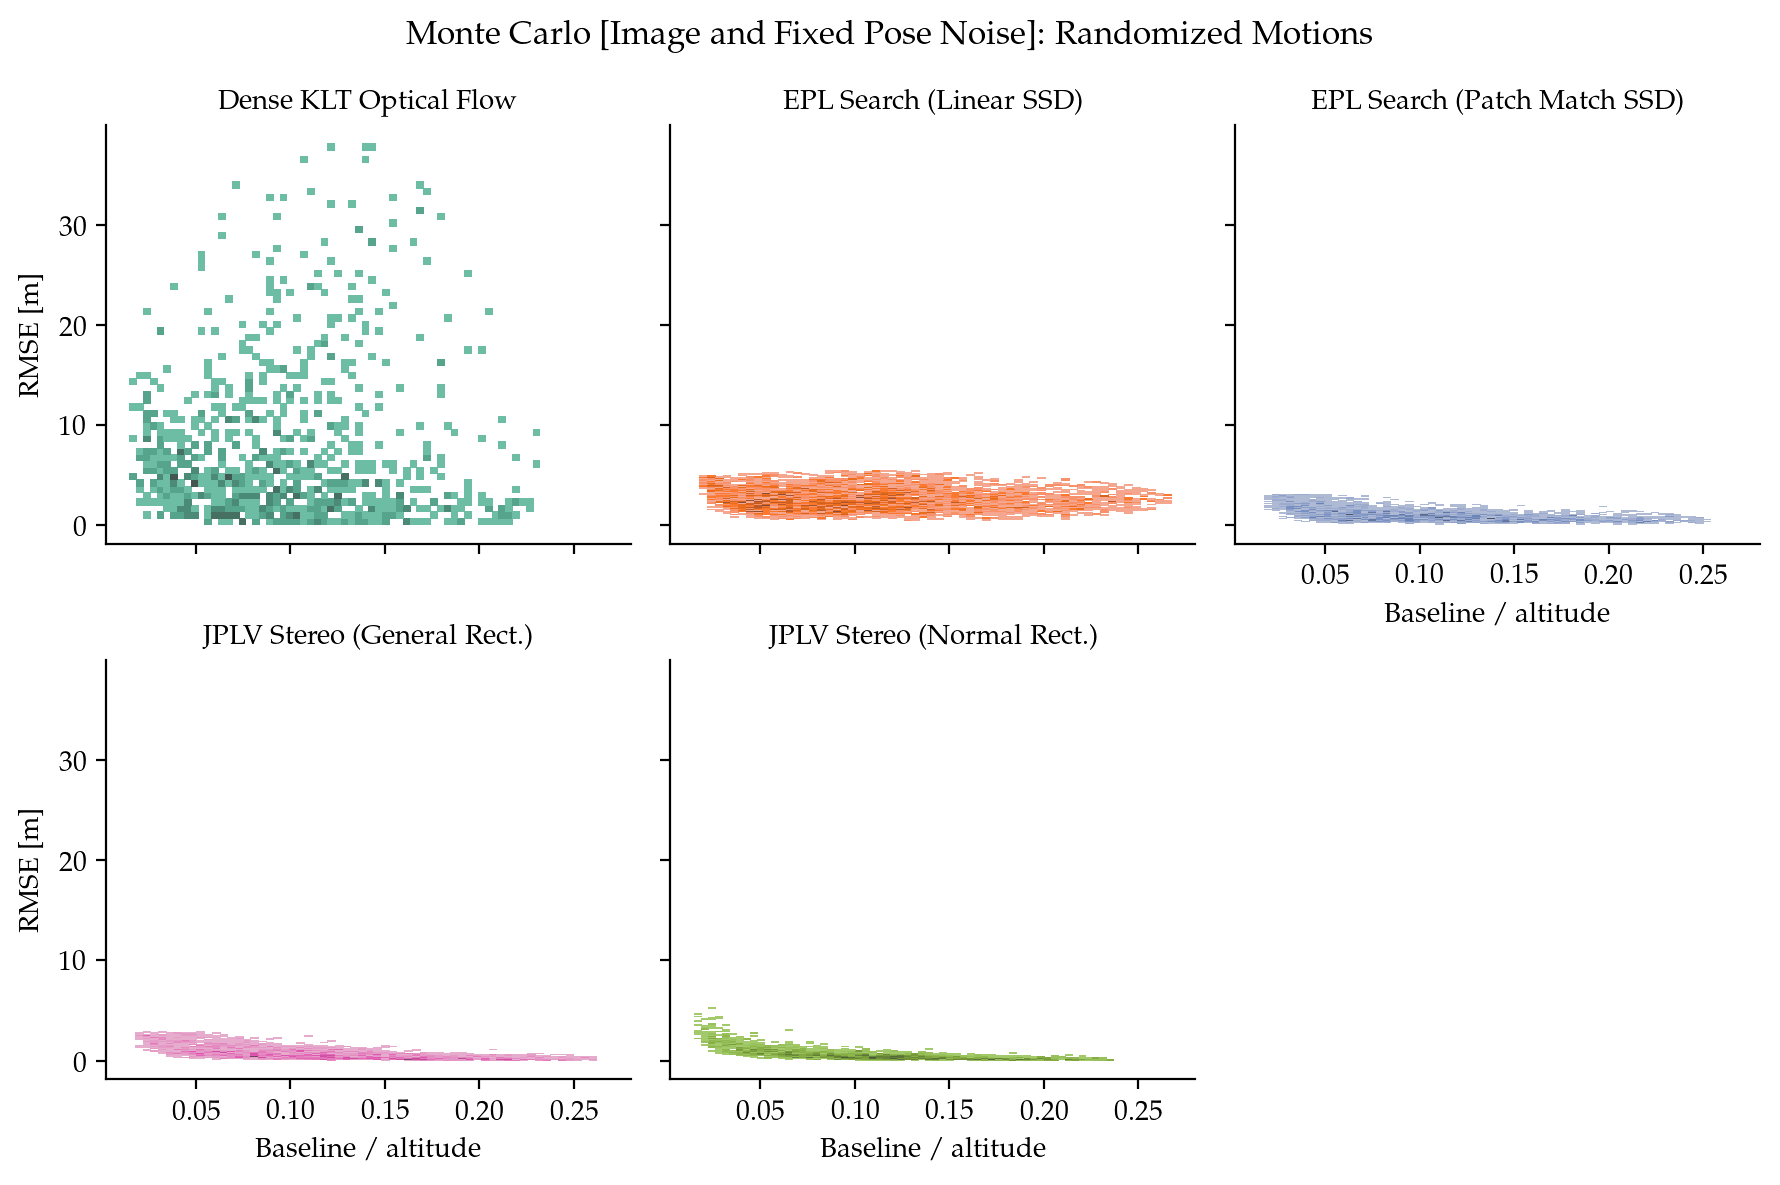 Monte Carlo [Image and Fixed Pose Noise]: Randomized Motions
Dense KLT Optical Flow
EPL Search (Linear SSD)
EPL Search (Patch Match SSD)
RMSE [m]
30
20
10
0
0.05 0.10 0.15 0.20 0.25
Baseline / altitude
JPLV Stereo (General Rect.)
JPLV Stereo (Normal Rect.)
RMSE [m]
30
20
10
0
0.05 0.10 0.15 0.20 0.25
Baseline / altitude
0.05 0.10 0.15 0.20 0.25
Baseline / altitude